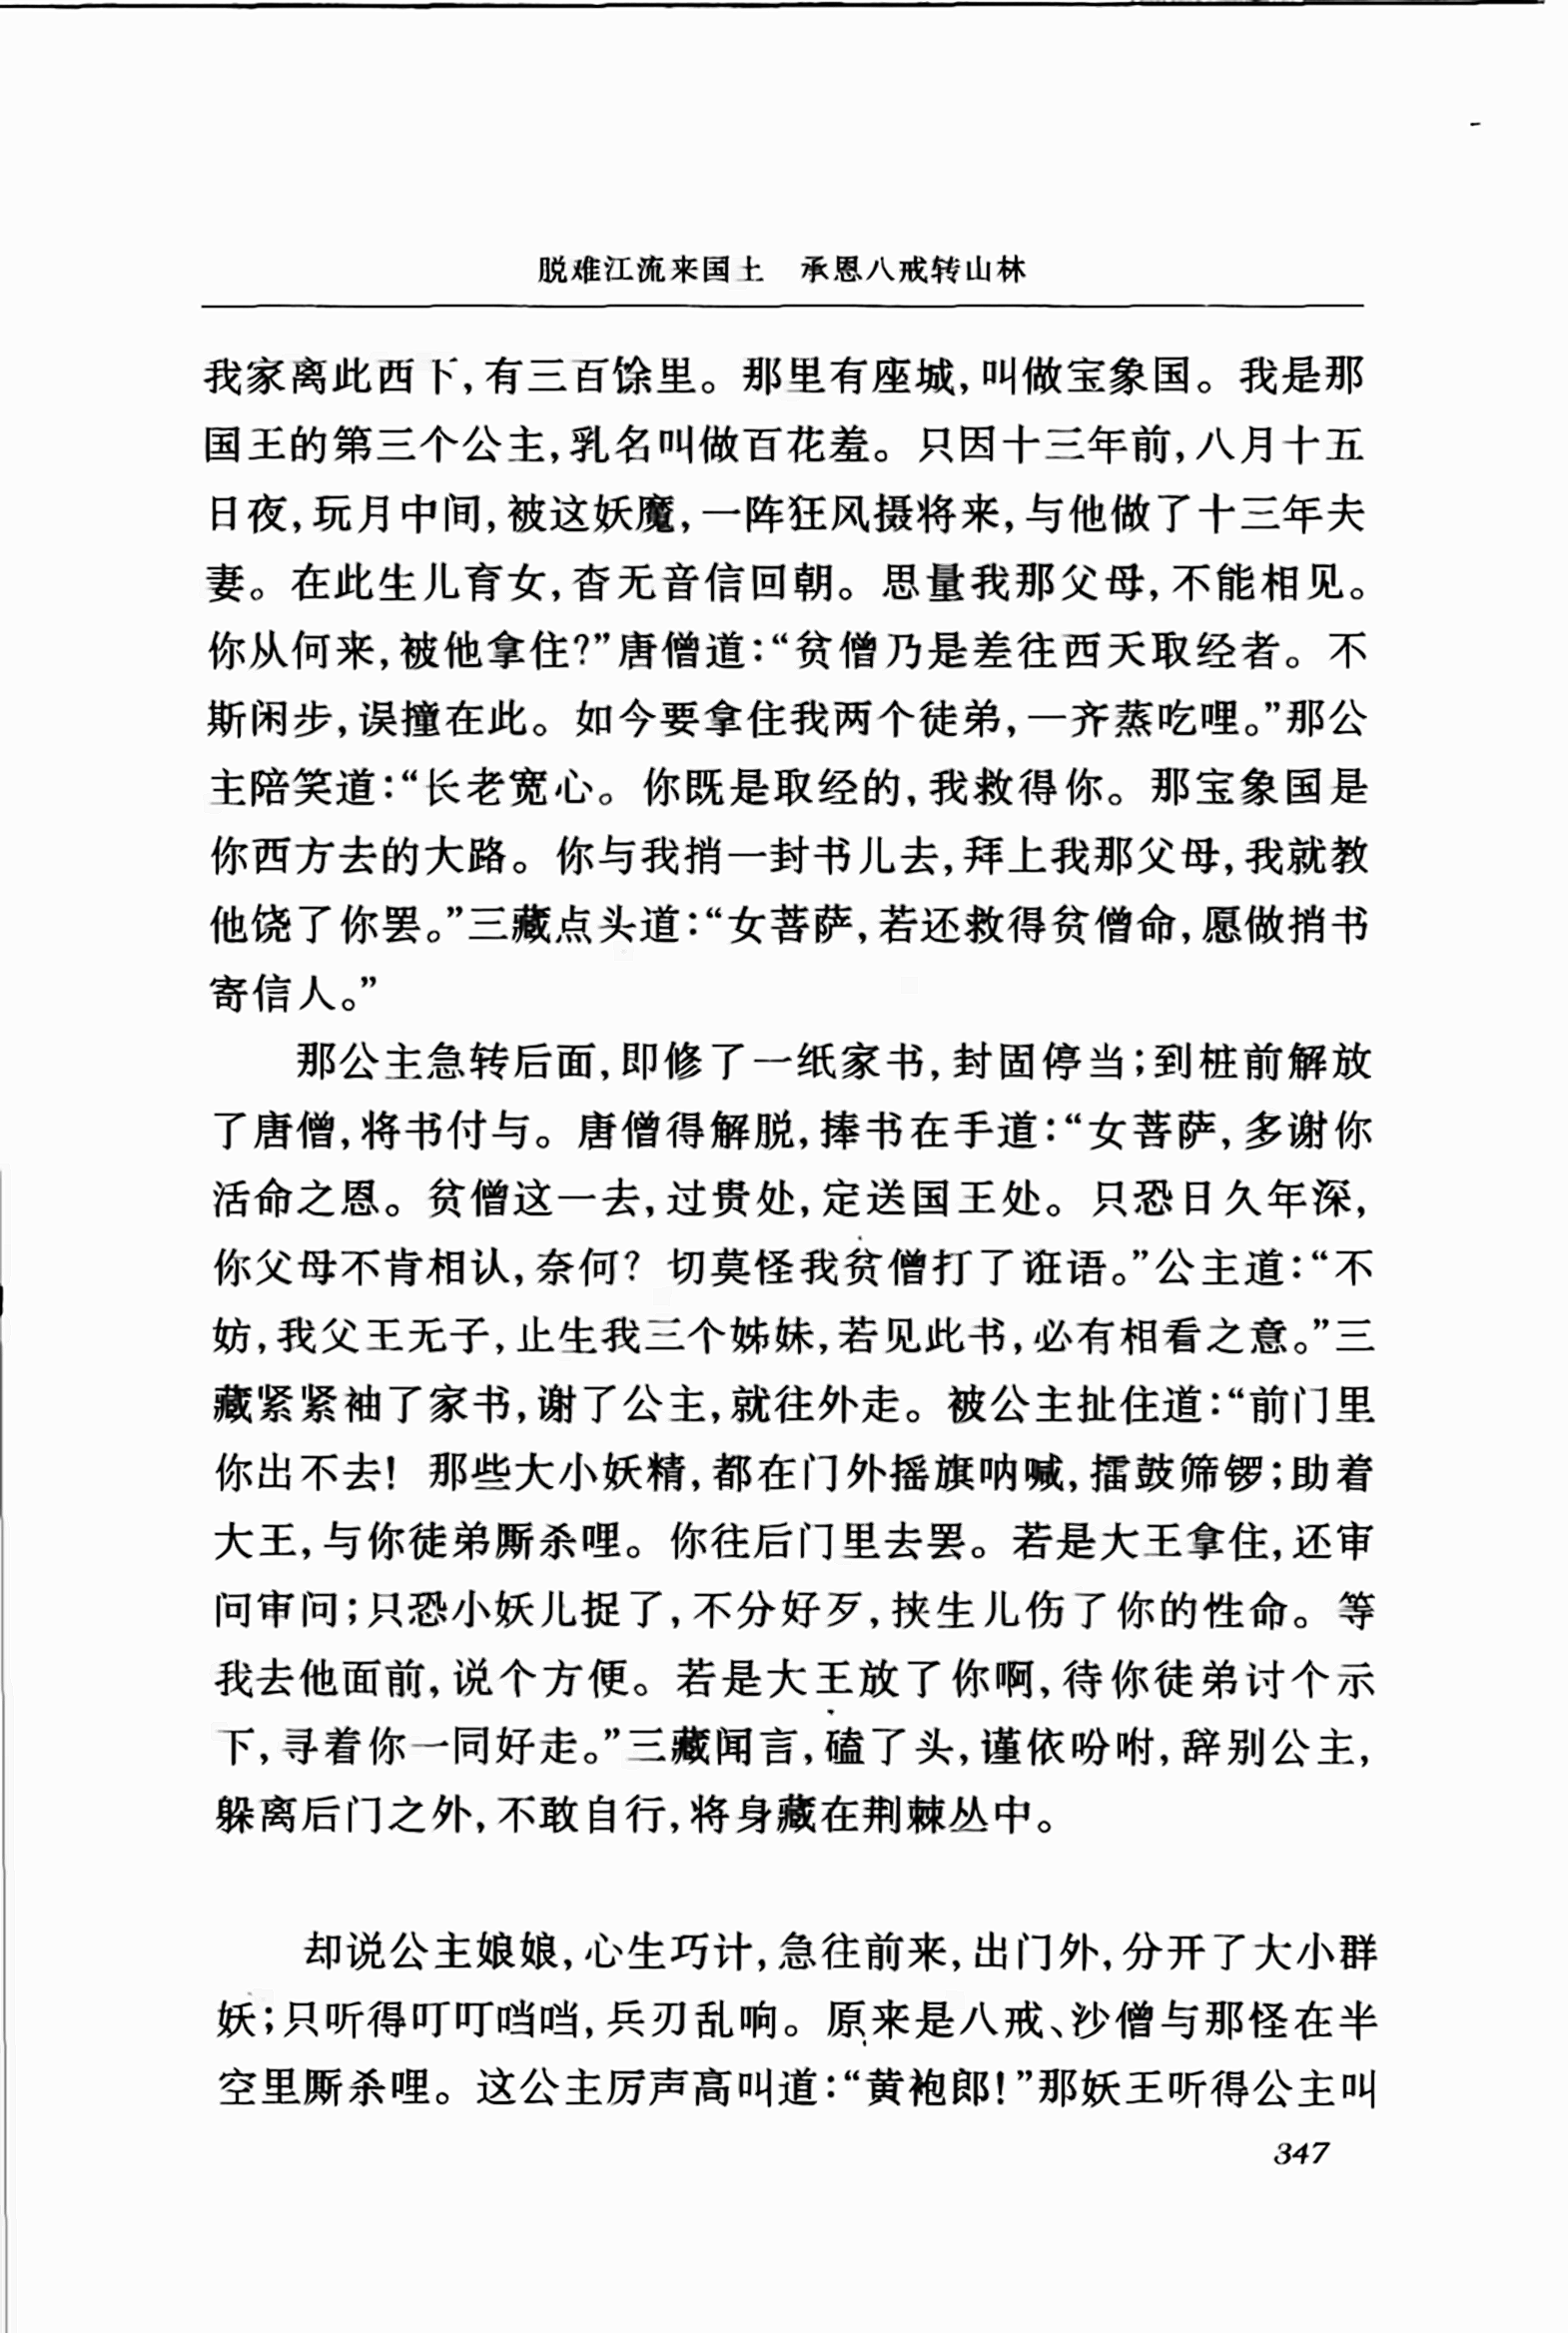 脱难江流来国土　承恩八戒转山林
我家离此西下,有三百馀里。那里有座城,叫做宝象国。我是那
国王的第三个公主,乳名叫做百花羞。只因十三年前,八月十五
日夜,玩月中间,被这妖魔,一阵狂风摄将来,与他做了十三年夫
妻。在此生儿育女,杳无音信回朝。思量我那父母,不能相见。
你从何来,被他拿住?”唐僧道:“贫僧乃是差往西天取经者。不
斯闲步,误撞在此。如今要拿住我两个徒弟,一齐蒸吃哩。”那公
主陪笑道:“长老宽心。你既是取经的,我救得你。那宝象国是
你西方去的大路。你与我捎一封书儿去,拜上我那父母,我就教
他饶了你罢。”三藏点头道:“女菩萨,若还救得贫僧命,愿做捎书
寄信人。”
那公主急转后面,即修了一纸家书,封固停当;到桩前解放
了唐僧,将书付与。唐僧得解脱,捧书在手道:“女菩萨,多谢你
活命之恩。贫僧这一去,过贵处,定送国王处。只恐日久年深,
你父母不肯相认,奈何? 切莫怪我贫僧打了诳语。”公主道:“不
妨,我父王无子,止生我三个姊妹,若见此书,必有相看之意。”三
藏紧紧袖了家书,谢了公主,就往外走。被公主扯住道:“前门里
你出不去! 那些大小妖精,都在门外摇旗呐喊,擂鼓筛锣;助着
大王,与你徒弟厮杀哩。你往后门里去罢。若是大王拿住,还审
问审问;只恐小妖儿捉了,不分好歹,挟生儿伤了你的性命。等
我去他面前,说个方便。若是大王放了你啊,待你徒弟讨个示
下,寻着你一同好走。”三藏闻言,磕了头,谨依吩咐,辞别公主,
躲离后门之外,不敢自行,将身藏在荆棘丛中。
却说公主娘娘,心生巧计,急往前来,出门外,分开了大小群
妖;只听得叮叮当当,兵刃乱响。原来是八戒、沙僧与那怪在半
空里厮杀哩。这公主厉声高叫道:“黄袍郎!”那妖王听得公主叫
347